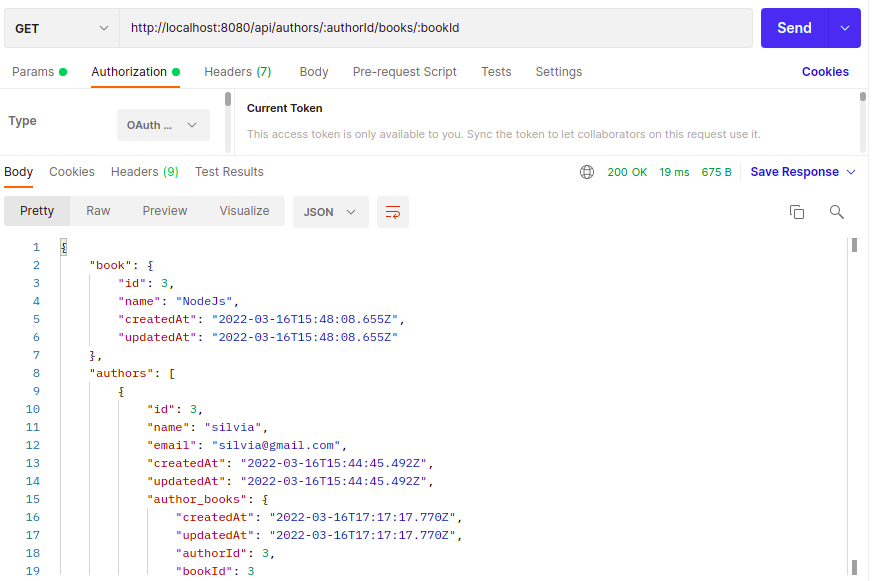 GET http://localhost:8080/api/authors/:authorId/books/:bookId Send
Params Authorization Headers (7) Body Pre-request Script Tests Settings Cookies
Type OAuth ... Current Token
This access token is only available to you. Sync the token to let collaborators on this request use it.
Body Cookies Headers (9) Test Results 200 OK 19 ms 675 B Save Response
Pretty Raw Preview Visualize JSON
1 {
2 "book": {
3 "id": 3,
4 "name": "NodeJs",
5 "createdAt": "2022-03-16T15:48:08.655Z",
6 "updatedAt": "2022-03-16T15:48:08.655Z"
7 },
8 "authors": [
9 {
10 "id": 3,
11 "name": "silvia",
12 "email": "silvia@gmail.com",
13 "createdAt": "2022-03-16T15:44:45.492Z",
14 "updatedAt": "2022-03-16T15:44:45.492Z",
15 "author_books": {
16 "createdAt": "2022-03-16T17:17:17.770Z",
17 "updatedAt": "2022-03-16T17:17:17.770Z",
18 "authorId": 3,
19 "bookId": 3